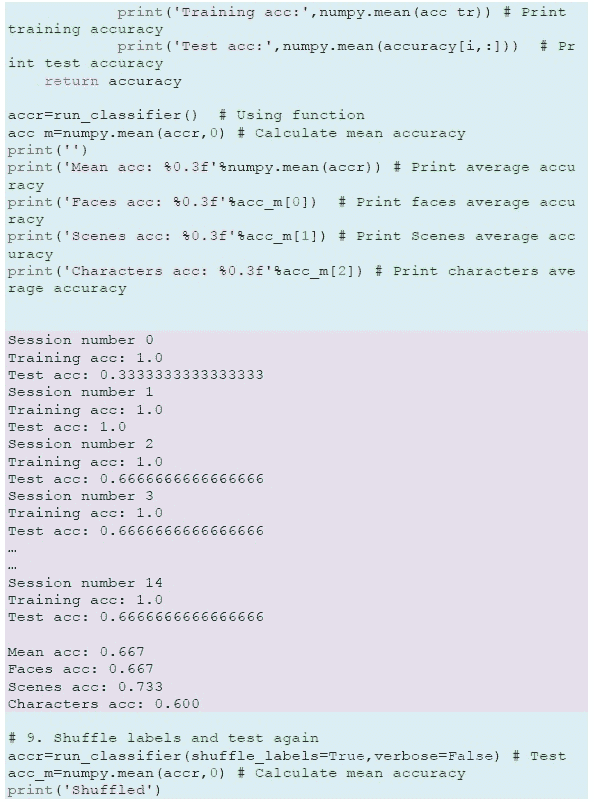 print('Training acc:',numpy.mean(acc tr)) # Print
training accuracy
print('Test acc:',numpy.mean(accuracy[i,:])) # Pr
int test accuracy
return accuracy
accr=run_classifier() # Using function
acc m=numpy.mean(accr,0) # Calculate mean accuracy
print('')
print('Mean acc: %0.3f'%numpy.mean(accr)) # Print average accu
racy
print('Faces acc: %0.3f'%acc_m[0]) # Print faces average accu
racy
print('Scenes acc: %0.3f'%acc_m[1]) # Print Scenes average acc
uracy
print('Characters acc: %0.3f'%acc_m[2]) # Print characters ave
rage accuracy
Session number 0
Training acc: 1.0
Test acc: 0.3333333333333333
Session number 1
Training acc: 1.0
Test acc: 1.0
Session number 2
Training acc: 1.0
Test acc: 0.6666666666666666
Session number 3
Training acc: 1.0
Test acc: 0.6666666666666666
…
…
Session number 14
Training acc: 1.0
Test acc: 0.6666666666666666
Mean acc: 0.667
Faces acc: 0.667
Scenes acc: 0.733
Characters acc: 0.600
# 9. Shuffle labels and test again
accr=run_classifier(shuffle_labels=True,verbose=False) # Test
acc_m=numpy.mean(accr,0) # Calculate mean accuracy
print('Shuffled')